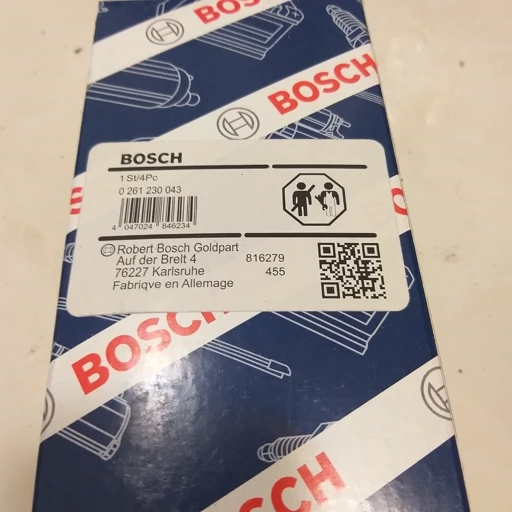 BOSCH
BOSCH
BOSCH
1 St/4Pc
0 261 230 043
4 047024 846234
Robert Bosch Goldpart
Auf der Brelt 4 816279
76227 Karlsruhe 455
Fabriqve en Allemage
BOSCH
BOSCH